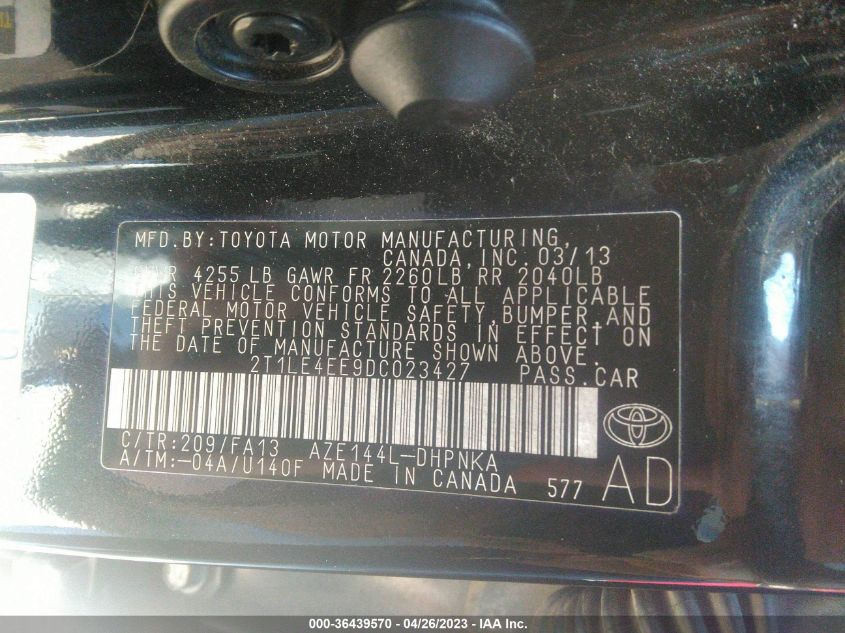 MFD.BY:TOYOTA MOTOR MANUFACTURING,
CANADA,INC. 03/13
GVWR 4255 LB GAWR FR 2260LB RR 2040LB
THIS VEHICLE CONFORMS TO ALL APPLICABLE
FEDERAL MOTOR VEHICLE SAFETY,BUMPER,AND
THEFT PREVENTION STANDARDS IN EFFECT ON
THE DATE OF MANUFACTURE SHOWN ABOVE.
2T1LE4EE9DC023427 PASS.CAR
C/TR:209/FA13 AZE144L-DHPNKA
A/TM:-04A/U140F MADE IN CANADA 577 AD
000-36439570 - 04/26/2023 - IAA Inc.